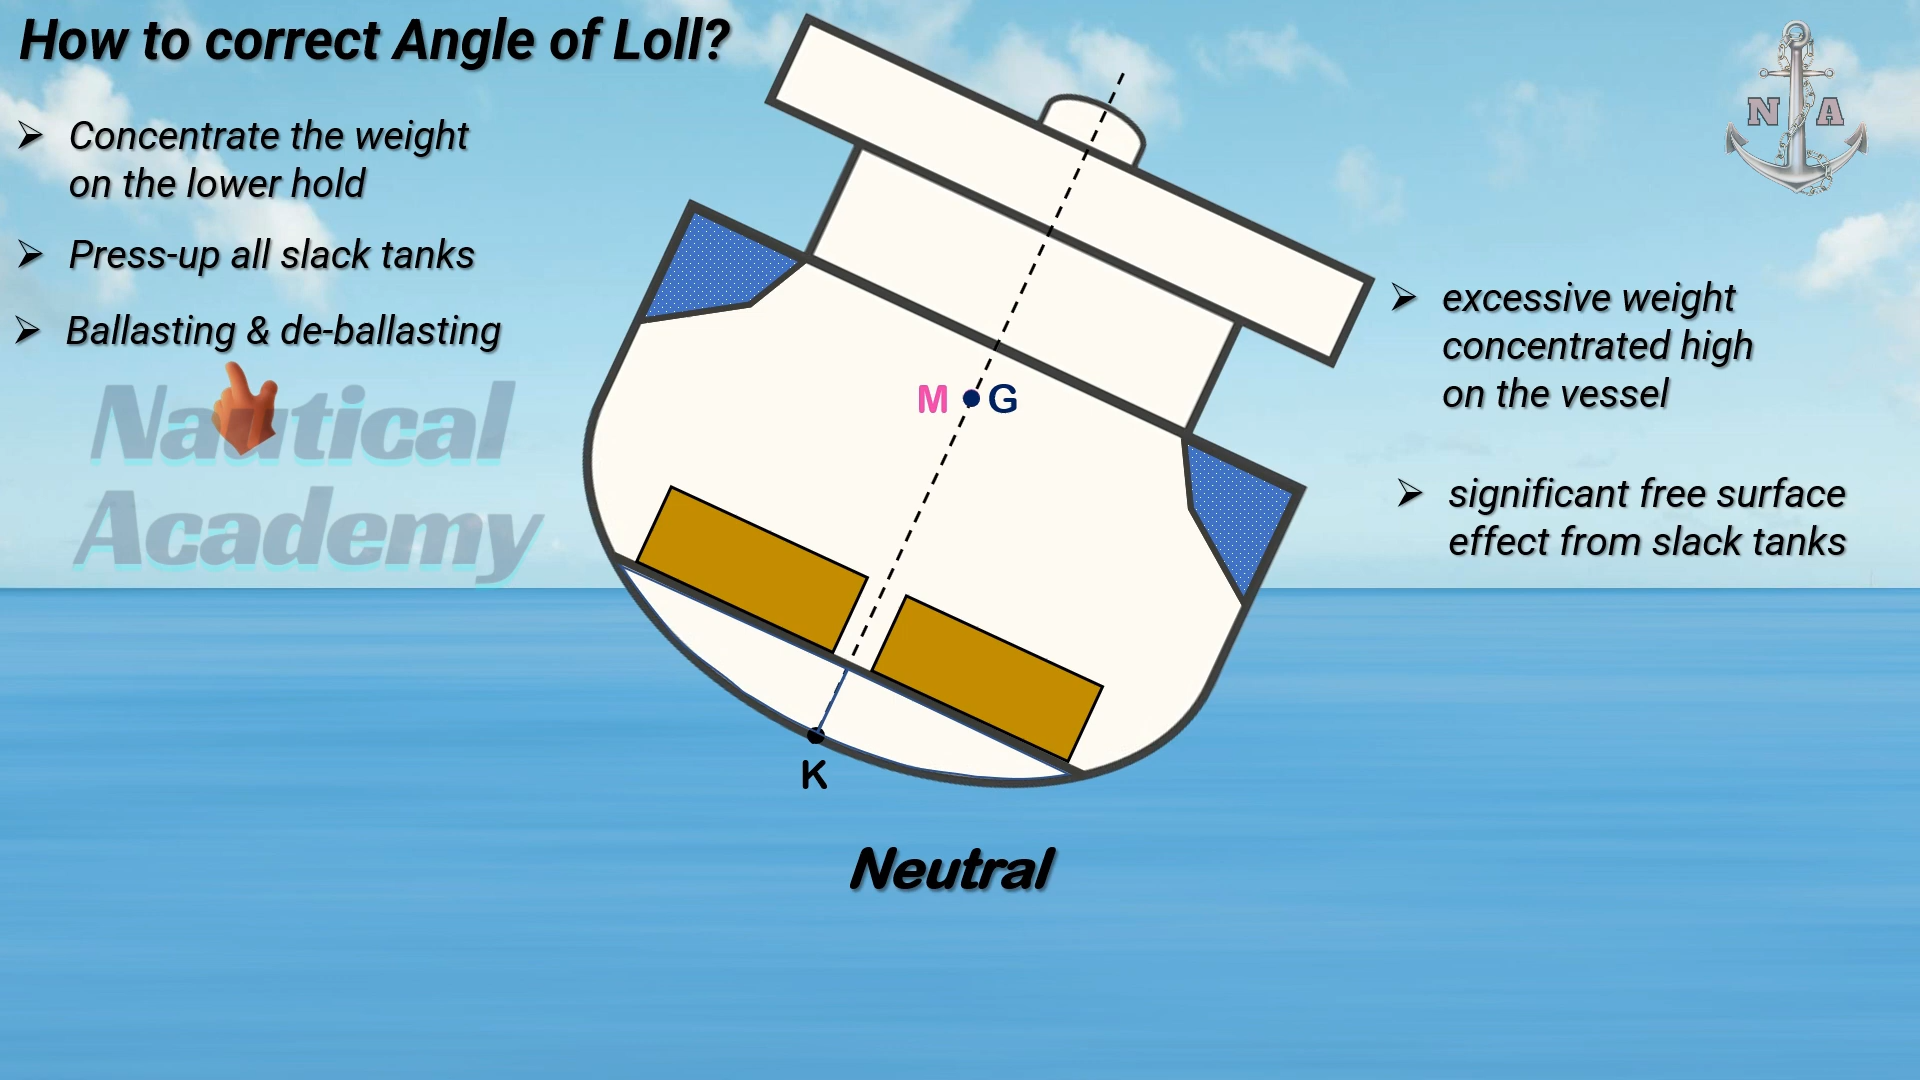 How to correct Angle of Loll?
Concentrate the weight
on the lower hold
Press-up all slack tanks
Ballasting & de-ballasting
Nautical
Academy
M G
K
Neutral
N A
excessive weight
concentrated high
on the vessel
significant free surface
effect from slack tanks